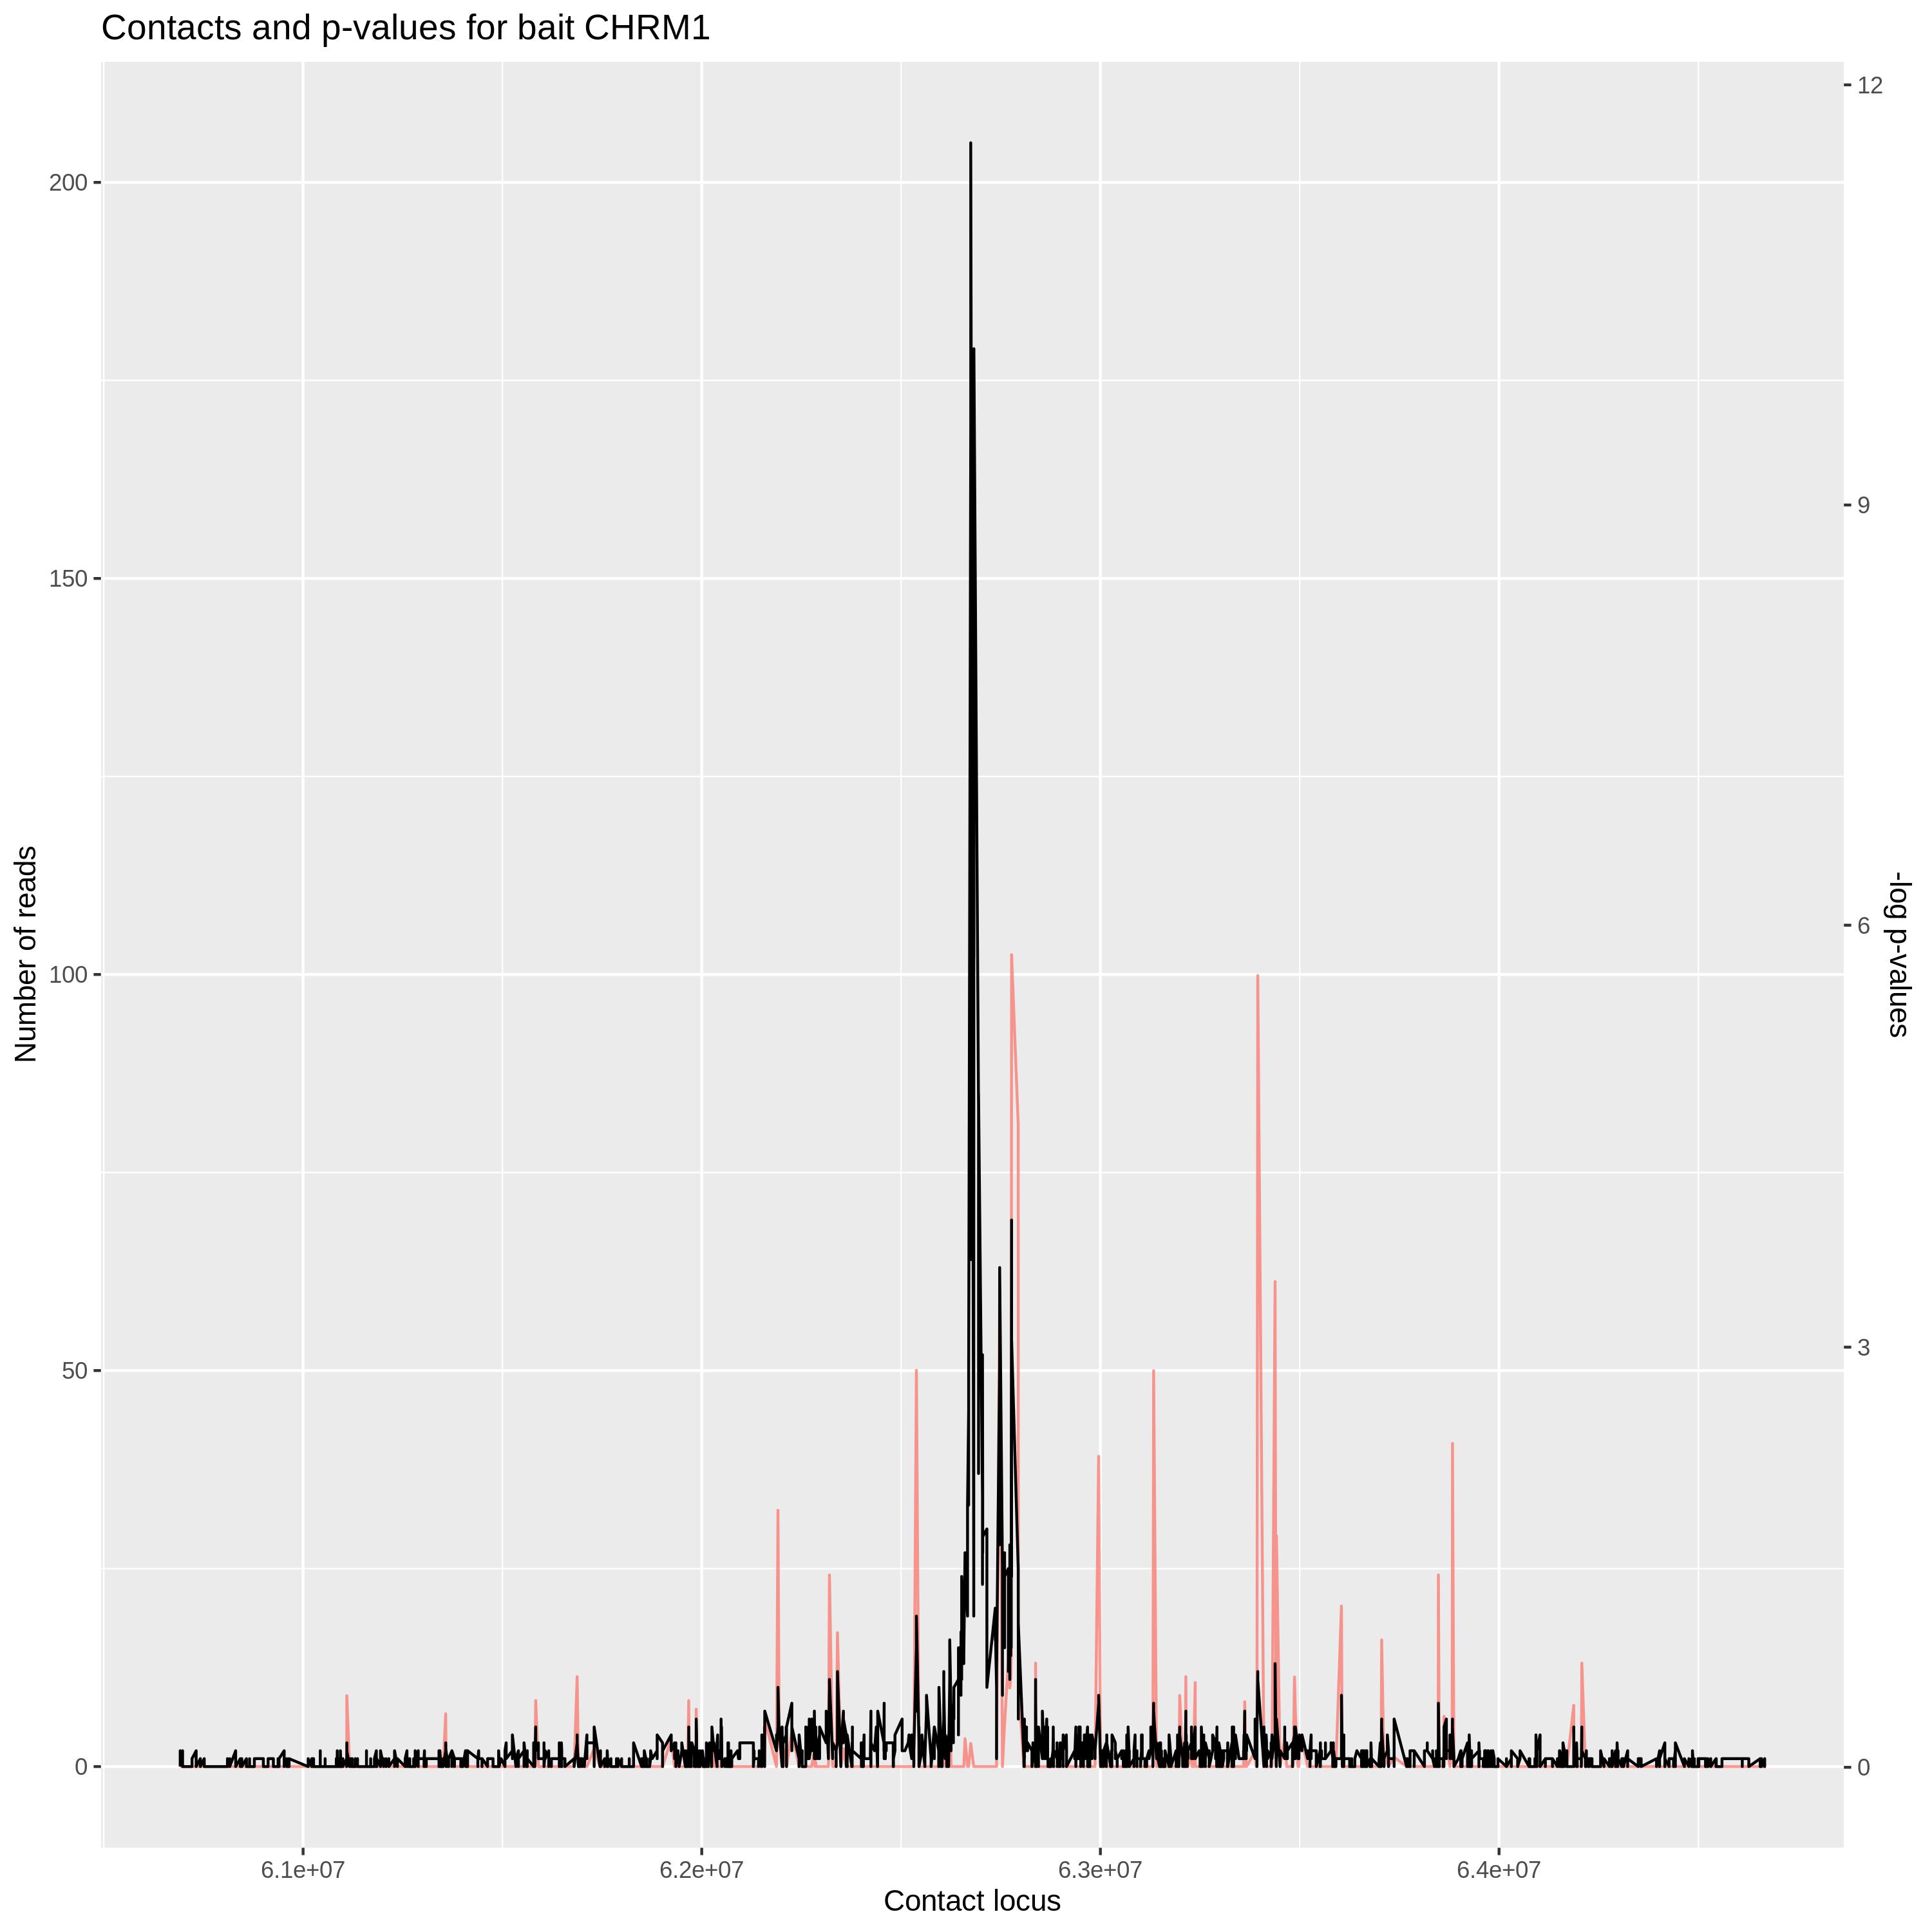 Contacts and p-values for bait CHRM1
200
150
100
50
0
Number of reads
12
9
6
3
0
-log p-values
6.1e+07
6.2e+07
6.3e+07
6.4e+07
Contact locus